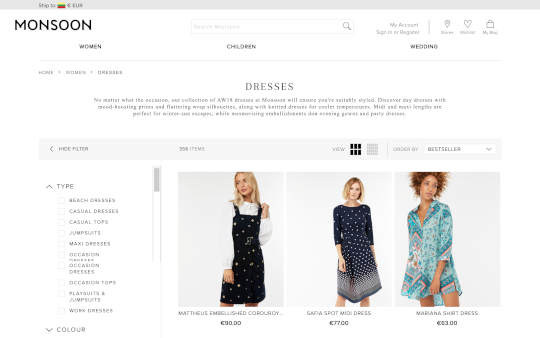 Ship to € EUR
MONSOON
Search Monsoon
My Account
Sign In or Register
Stores
Wishlist
My Bag
WOMEN
CHILDREN
WEDDING
HOME > WOMEN > DRESSES
DRESSES
No matter what the occasion, our collection of AW18 dresses at Monsoon will ensure you're suitably styled. Discover day dresses with
mood-boosting prints and flattering wrap silhouettes, along with knitted dresses for cooler temperatures. Midi and maxi lengths are
perfect for winter-sun escapes, while mesmerising embellishments don evening gowns and party dresses.
HIDE FILTER
356 ITEMS
VIEW
ORDER BY
BESTSELLER
TYPE
BEACH DRESSES
CASUAL DRESSES
CASUAL TOPS
JUMPSUITS
MAXI DRESSES
OCCASION
DRESSES
OCCASION
DRESSES
OCCASION TOPS
PLAYSUITS &
JUMPSUITS
WORK DRESSES
COLOUR
MATTHEUS EMBELLISHED CORDUROY...
€90.00
SAFIA SPOT MIDI DRESS
€77.00
MARIANA SHIRT DRESS
€63.00